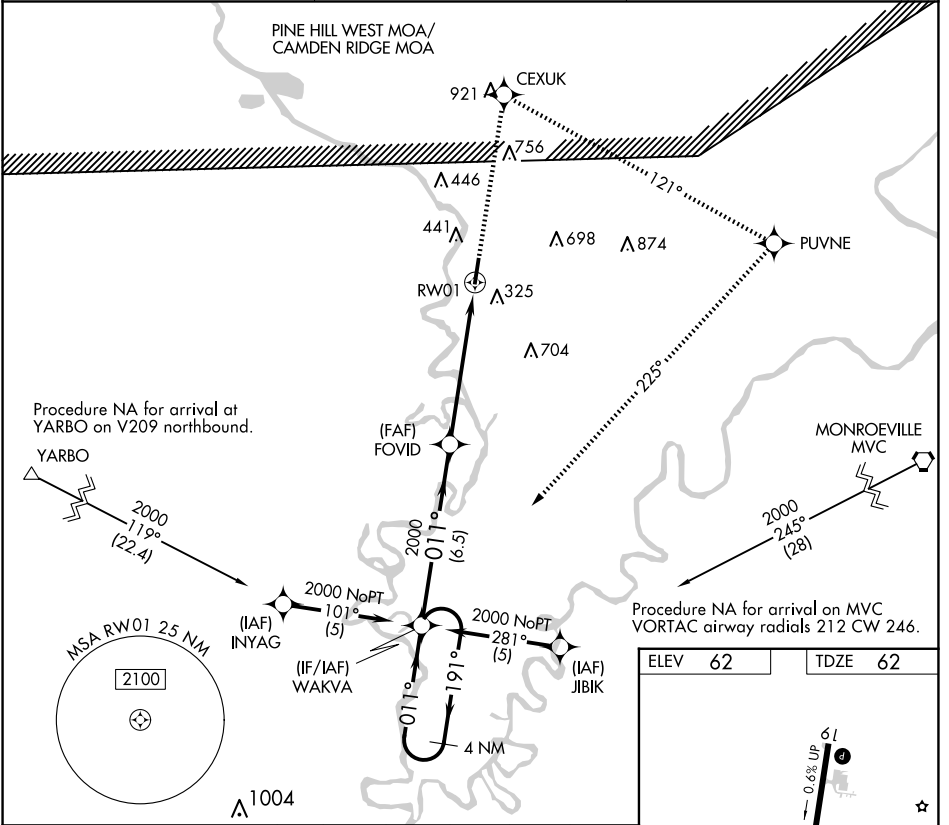 PINE HILL WEST MOA/
CAMDEN RIDGE MOA
921
CEXUK
756
446
121°
441
698
874
PUVNE
RW01
325
704
225°
Procedure NA for arrival at
YARBO on V209 northbound.
YARBO
(FAF)
FOVID
MONROEVILLE
MVC
2000
119°
(22.4)
2000
011°
(6.5)
2000
245°
(28)
2000 NoPT
101°
(5)
(IAF)
INYAG
2000 NoPT
281°
(5)
(IAF)
JIBIK
Procedure NA for arrival on MVC
VORTAC airway radials 212 CW 246.
(IF/IAF)
WAKVA
011°
191°
4 NM
MSA RW01 25 NM
2100
1004
ELEV 62
TDZE 62
19
0.6% UP
P